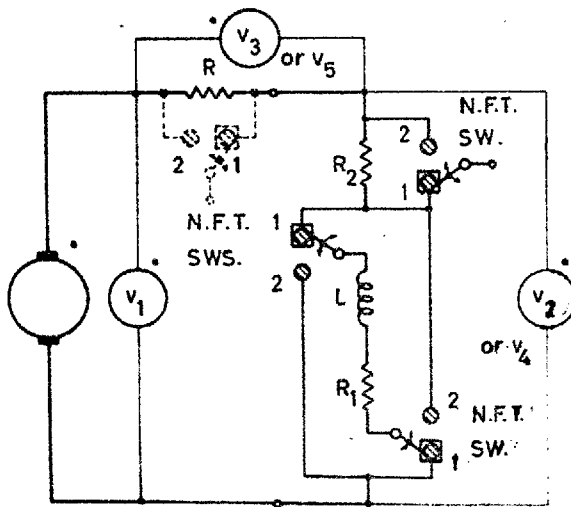 V3
or V5
R
N.F.T.
SW.
2
R2
2 1
1
N.F.T.
SWS.
1
2
V1
L
V2
or V4
R1
2
N.F.T.
SW.
1